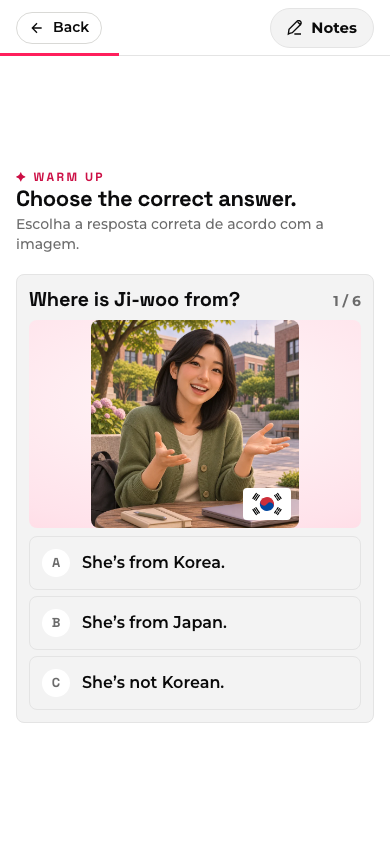 Back
Notes
WARM UP
Choose the correct answer.
Escolha a resposta correta de acordo com a
imagem.
Where is Ji-woo from?
1 / 6
A
She’s from Korea.
B
She’s from Japan.
C
She’s not Korean.